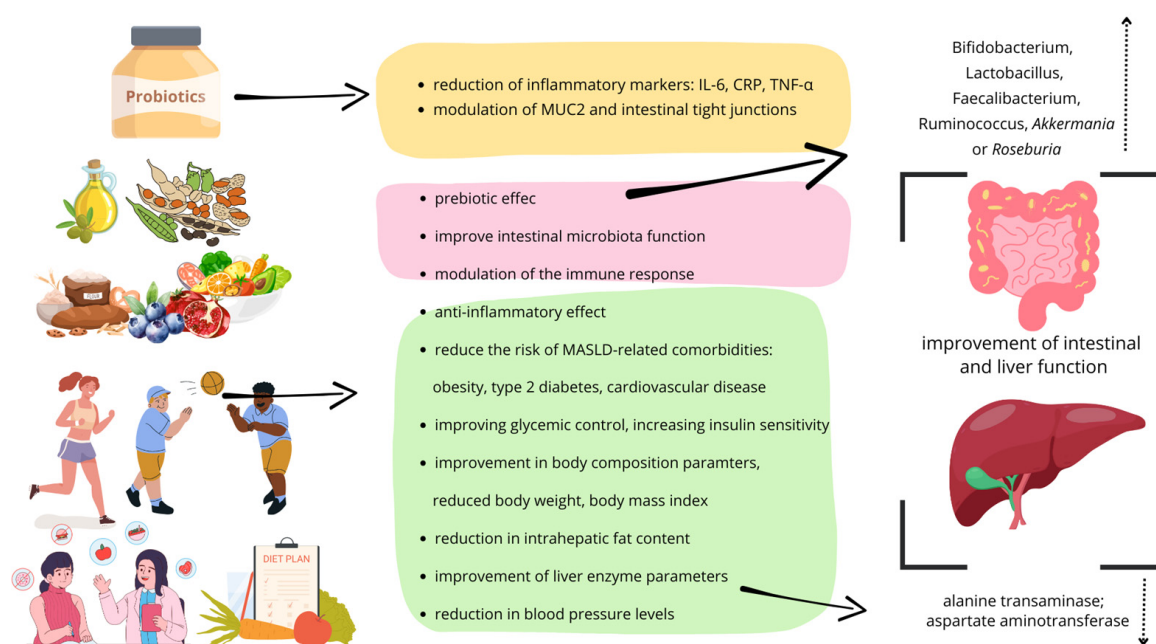 Probiotics
• reduction of inflammatory markers: IL-6, CRP, TNF-α
• modulation of MUC2 and intestinal tight junctions
• prebiotic effec
• improve intestinal microbiota function
• modulation of the immune response
• anti-inflammatory effect
• reduce the risk of MASLD-related comorbidities:
obesity, type 2 diabetes, cardiovascular disease
• improving glycemic control, increasing insulin sensitivity
• improvement in body composition paramters,
reduced body weight, body mass index
• reduction in intrahepatic fat content
• improvement of liver enzyme parameters
• reduction in blood pressure levels
FLOUR
DIET PLAN
Bifidobacterium,
Lactobacillus,
Faecalibacterium,
Ruminococcus, Akkermania
or Roseburia
improvement of intestinal
and liver function
alanine transaminase;
aspartate aminotransferase